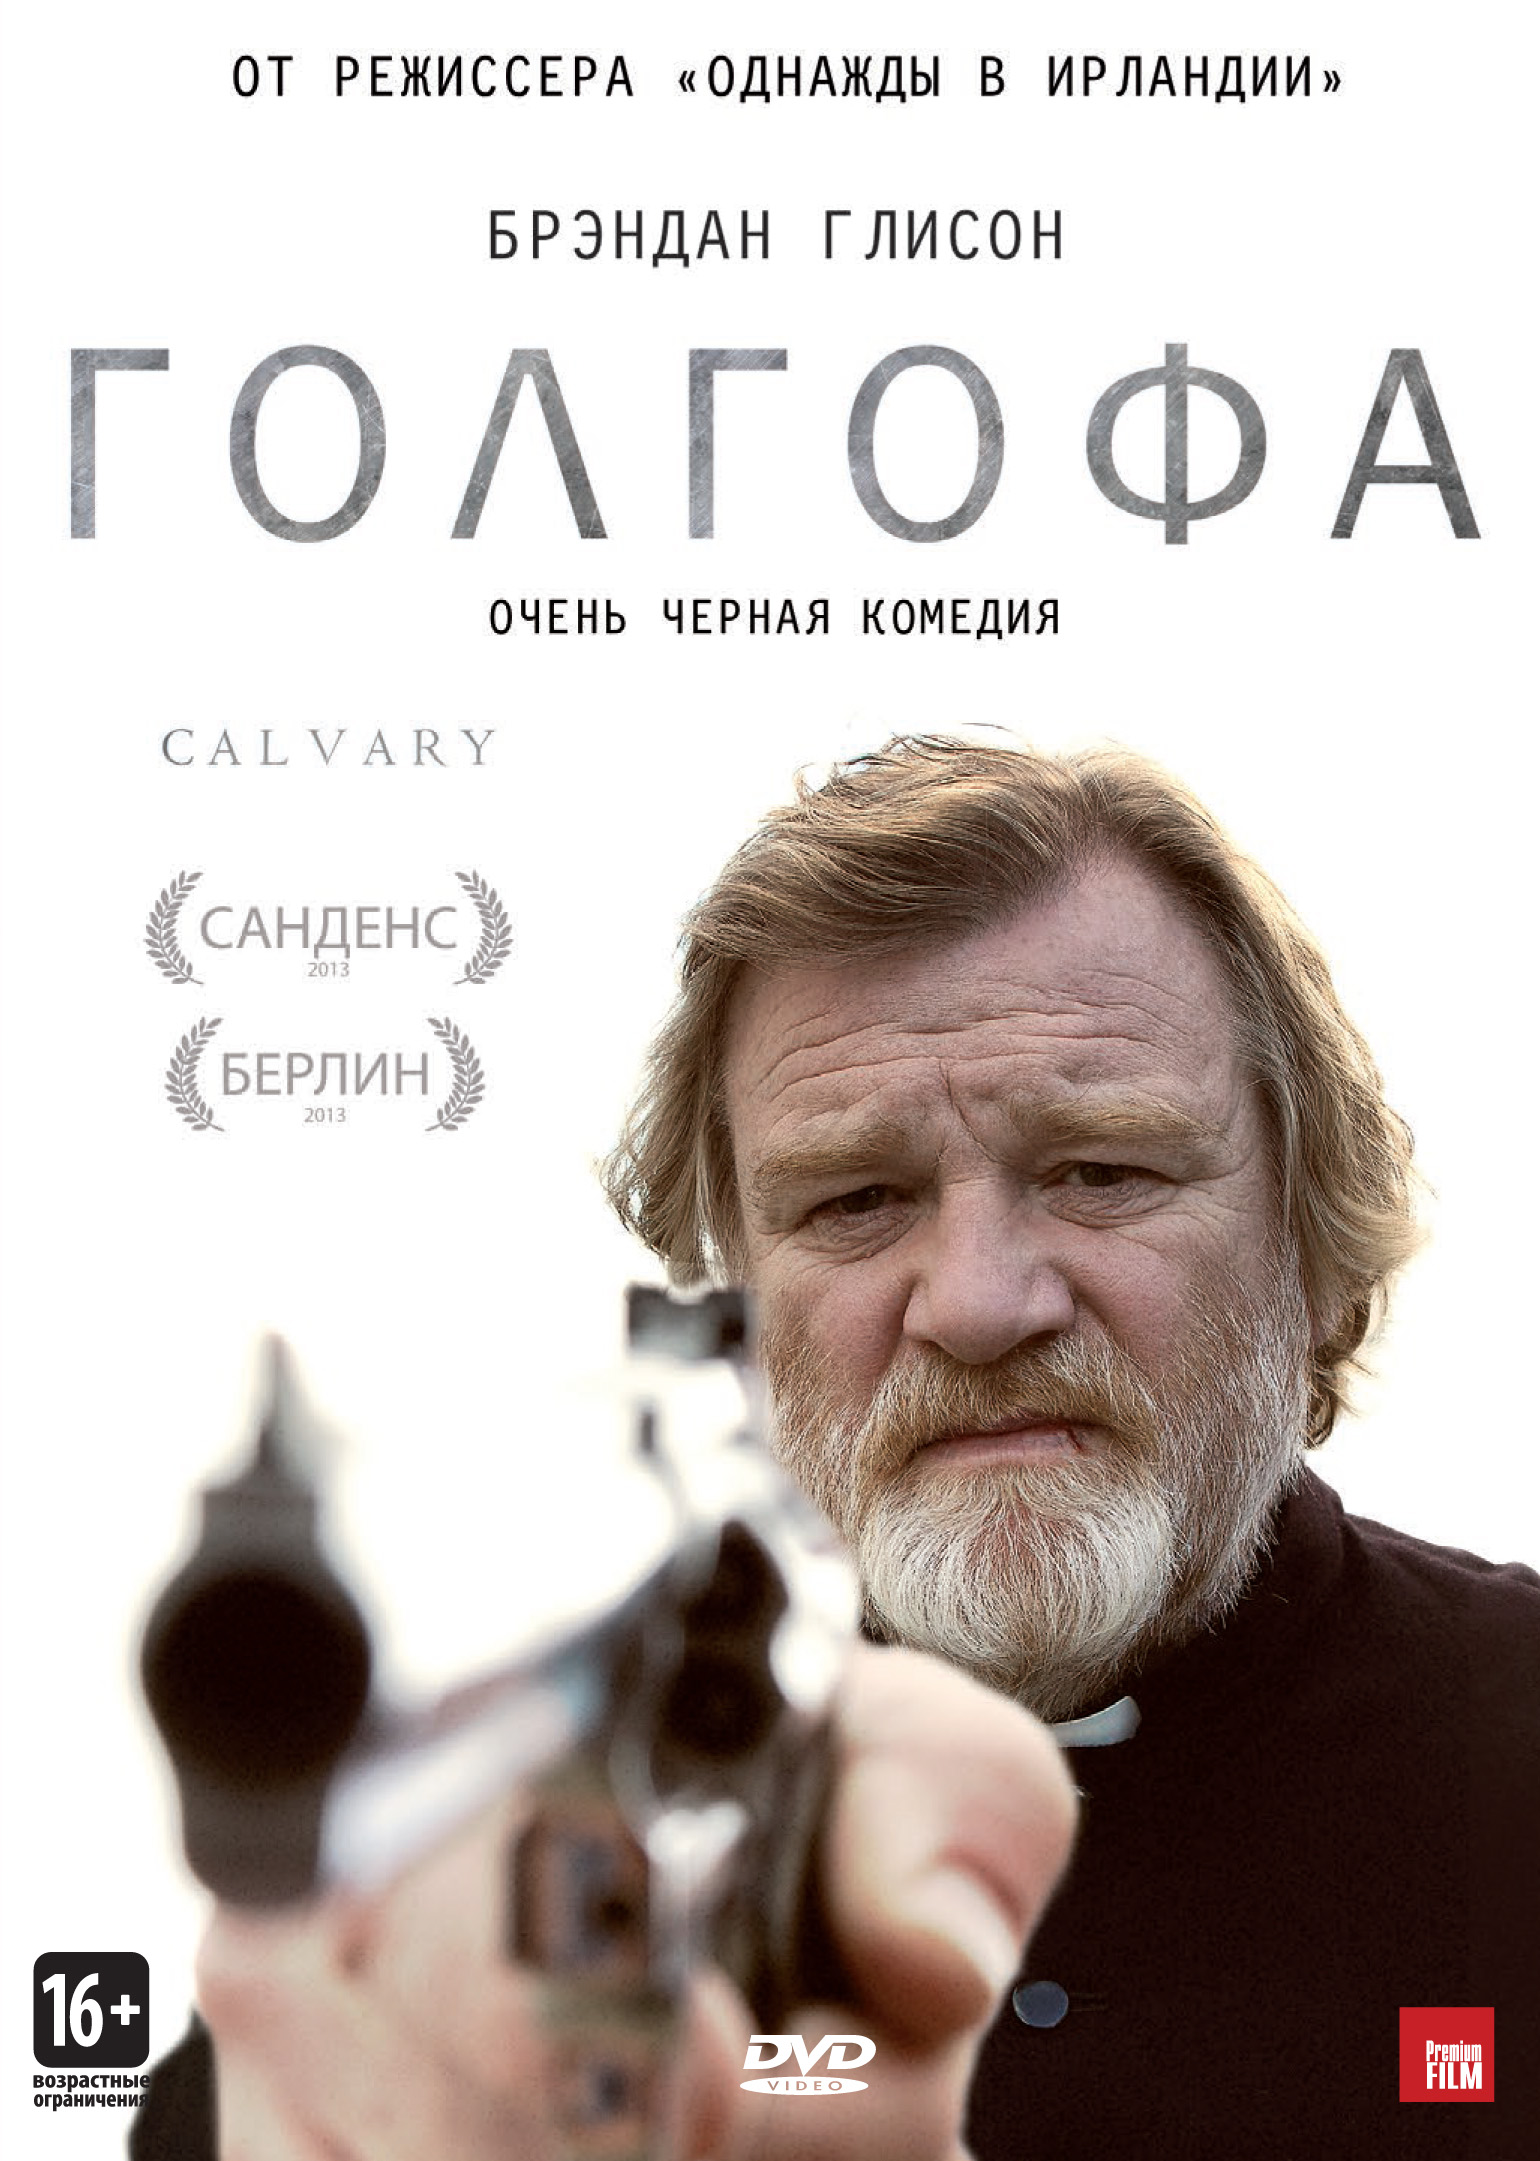 ОТ РЕЖИССЕРА «ОДНАЖДЫ В ИРЛАНДИИ»
БРЭНДАН ГЛИСОН
ГОЛГОФА
ОЧЕНЬ ЧЕРНАЯ КОМЕДИЯ
CALVARY
САНДЕНС
2013
БЕРЛИН
2013
16+
возрастные
ограничения
DVD
VIDEO
Premium
FILM